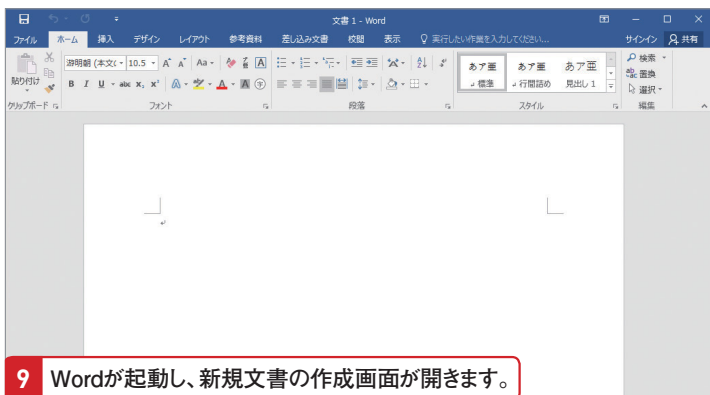 文書 1 - Word
ファイル ホーム 挿入 デザイン レイアウト 参考資料 差し込み文書 校閲 表示 実行したい作業を入力してください... サインイン 共有
貼り付け 游明朝 (本文( 10.5 A A Aa A あア亜 あア亜 あア亜 検索
B I U abc x, x² A A A 字 標準 行間詰め 見出し 1 置換
選択
クリップボード フォント 段落 スタイル 編集
9 Wordが起動し、新規文書の作成画面が開きます。